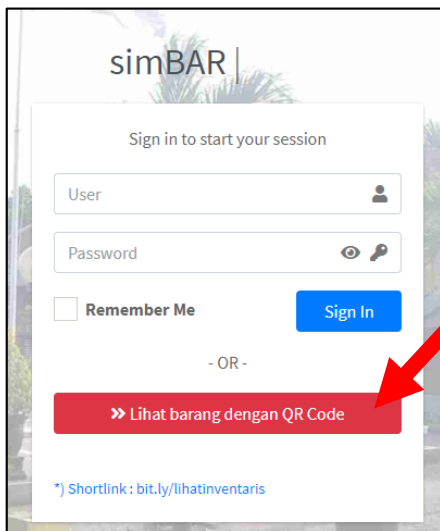 simBAR |
Sign in to start your session
User
Password
Remember Me
Sign In
- OR -
» Lihat barang dengan QR Code
*) Shortlink : bit.ly/lihatinventaris